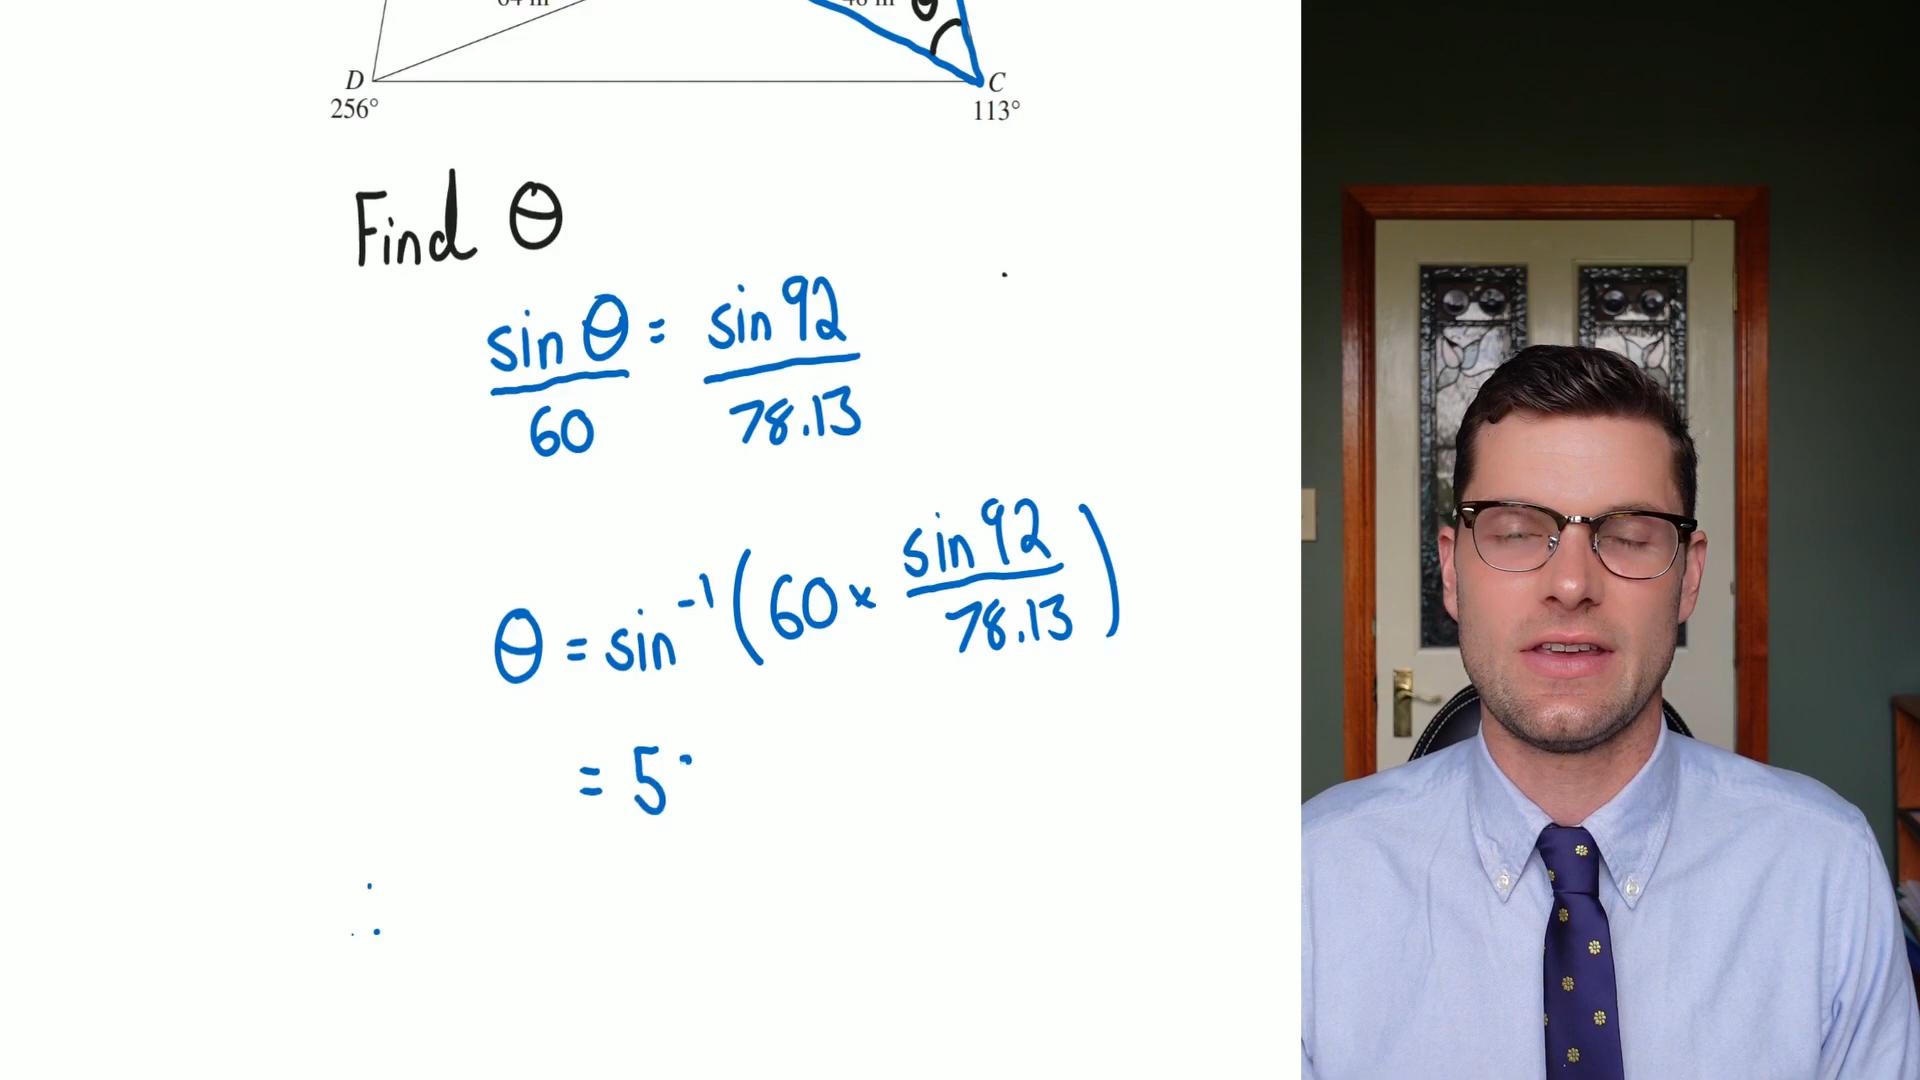 D
C
256°
113°
θ
Find θ
sin θ / 60 = sin 92 / 78.13
θ = sin⁻¹(60 × sin 92 / 78.13)
= 5